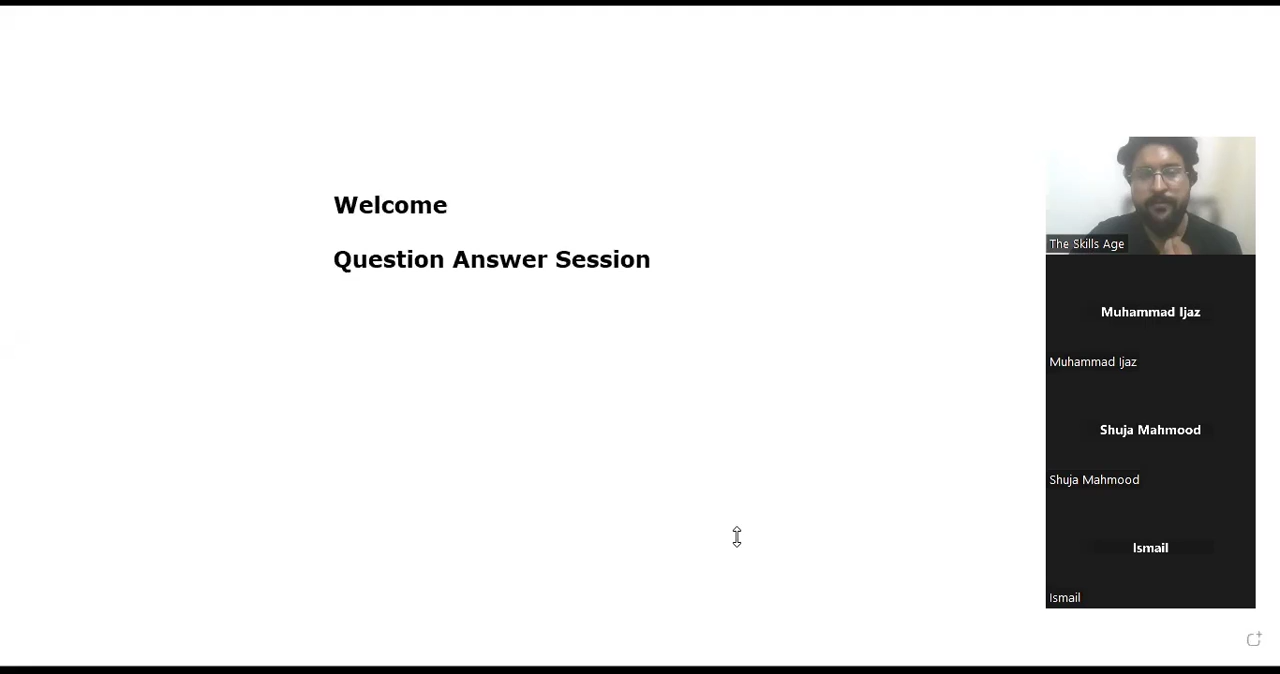 Welcome
Question Answer Session
The Skills Age
Muhammad Ijaz
Muhammad Ijaz
Shuja Mahmood
Shuja Mahmood
Ismail
Ismail